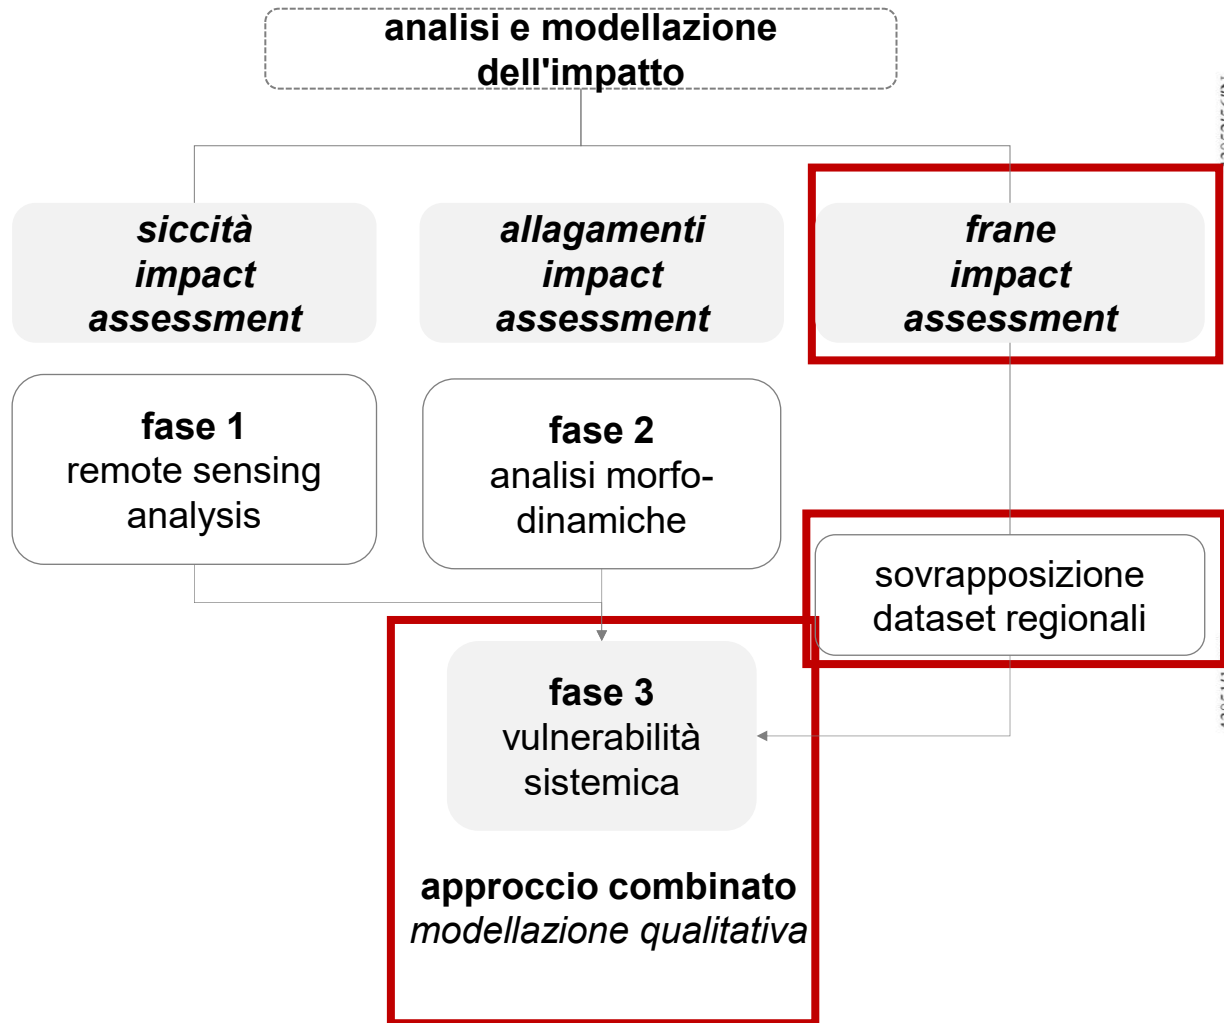 analisi e modellazione
dell'impatto
siccità
impact
assessment
allagamenti
impact
assessment
frane
impact
assessment
fase 1
remote sensing
analysis
fase 2
analisi morfo-
dinamiche
sovrapposizione
dataset regionali
fase 3
vulnerabilità
sistemica
approccio combinato
modellazione qualitativa